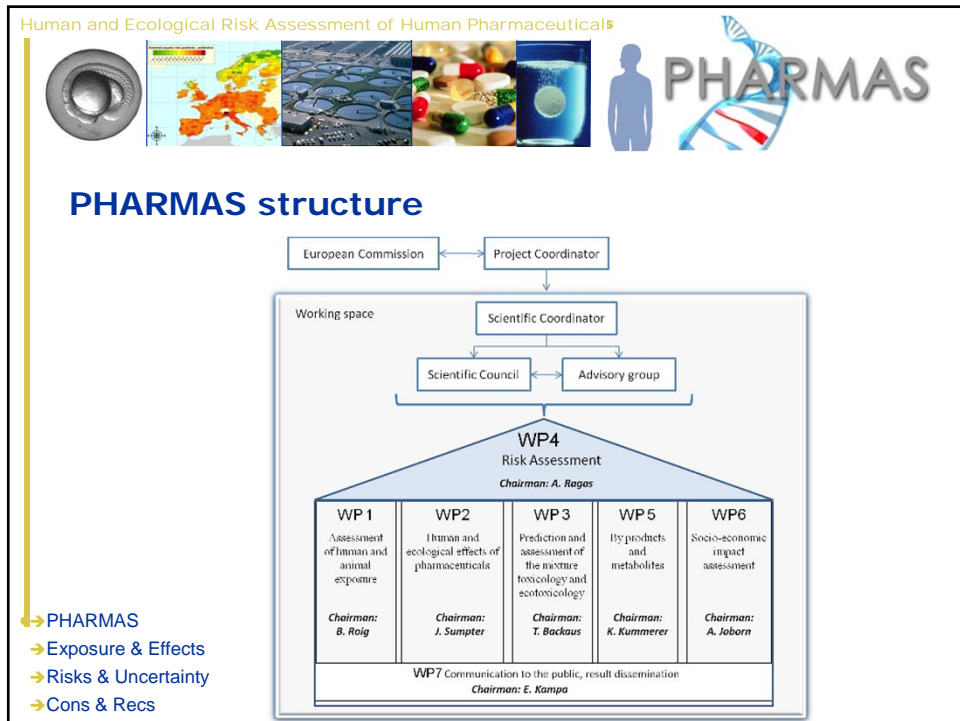 Human and Ecological Risk Assessment of Human Pharmaceuticals
PHARMAS
PHARMAS structure
European Commission
Project Coordinator
Working space
Scientific Coordinator
Scientific Council
Advisory group
WP4
Risk Assessment
Chairman: A. Ragas
WP1
Assessment
of human and
animal
exposure
Chairman:
B. Roig
WP2
Human and
ecological effects of
pharmaceuticals
Chairman:
J. Sumpter
WP3
Prediction and
assessment of
the mixture
toxicology and
ecotoxicology
Chairman:
T. Backaus
WP5
By products
and
metabolites
Chairman:
K. Kummerer
WP6
Socio-economic
impact
assessment
Chairman:
A. Joborn
WP7 Communication to the public, result dissemination
Chairman: E. Kampa
PHARMAS
Exposure & Effects
Risks & Uncertainty
Cons & Recs